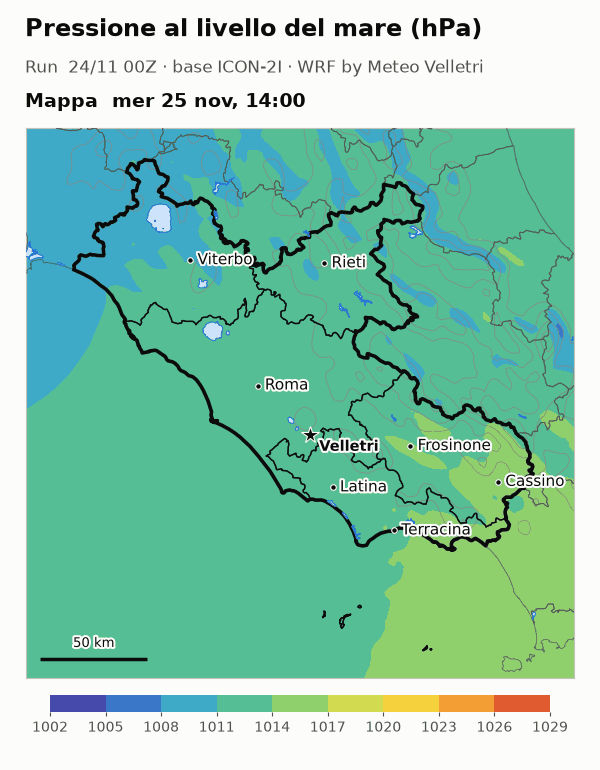 Pressione al livello del mare (hPa)
Run 24/11 00Z · base ICON-2I · WRF by Meteo Velletri
Mappa mer 25 nov, 14:00
Viterbo
Rieti
Roma
Velletri
Frosinone
Cassino
Latina
Terracina
50 km
1002 1005 1008 1011 1014 1017 1020 1023 1026 1029